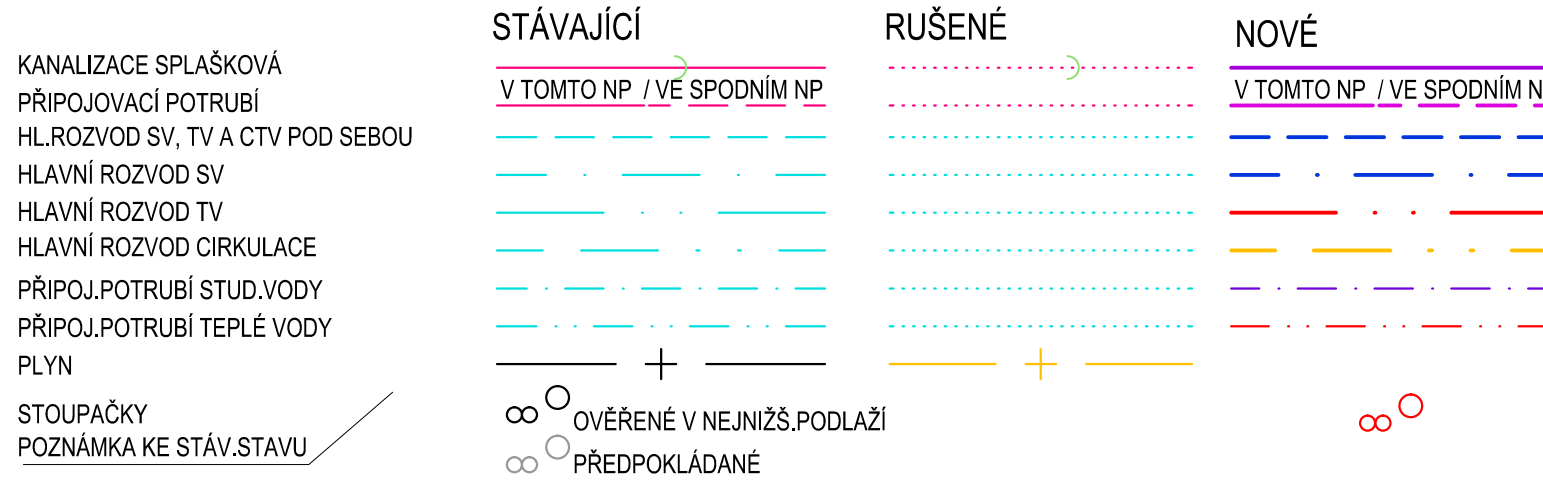 STÁVAJÍCÍ RUŠENÉ NOVÉ
KANALIZACE SPLAŠKOVÁ
PŘIPOJOVACÍ POTRUBÍ V TOMTO NP / VE SPODNÍM NP V TOMTO NP / VE SPODNÍM N
HL.ROZVOD SV, TV A CTV POD SEBOU
HLAVNÍ ROZVOD SV
HLAVNÍ ROZVOD TV
HLAVNÍ ROZVOD CIRKULACE
PŘIPOJ.POTRUBÍ STUD.VODY
PŘIPOJ.POTRUBÍ TEPLÉ VODY
PLYN
STOUPAČKY OVĚŘENÉ V NEJNIŽŠ.PODLAŽÍ
POZNÁMKA KE STÁV.STAVU
PŘEDPOKLÁDANÉ